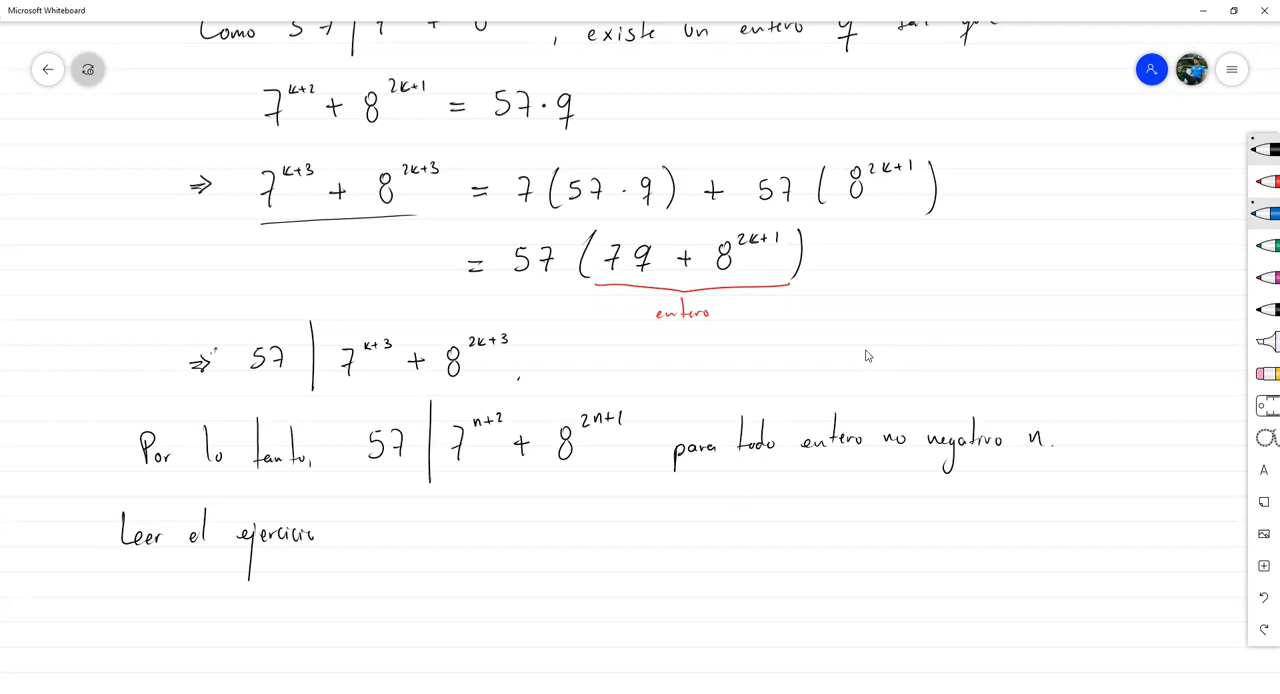 Microsoft Whiteboard
Como 57 | 7 + 8 , existe un entero q tal que
7^{k+2} + 8^{2k+1} = 57 · q
⇒ 7^{k+3} + 8^{2k+3} = 7 ( 57 · q ) + 57 ( 8^{2k+1} )
= 57 ( 7q + 8^{2k+1} )
entero
⇒ 57 | 7^{k+3} + 8^{2k+3} .
Por lo tanto, 57 | 7^{n+2} + 8^{2n+1} para todo entero no negativo n.
Leer el ejercicio
A